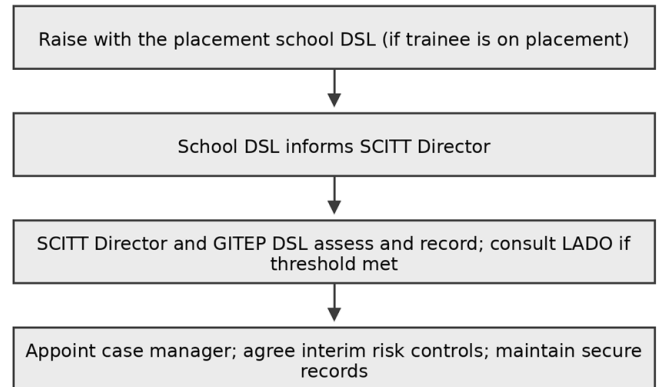 Raise with the placement school DSL (if trainee is on placement)
School DSL informs SCITT Director
SCITT Director and GITEP DSL assess and record; consult LADO if
threshold met
Appoint case manager; agree interim risk controls; maintain secure
records